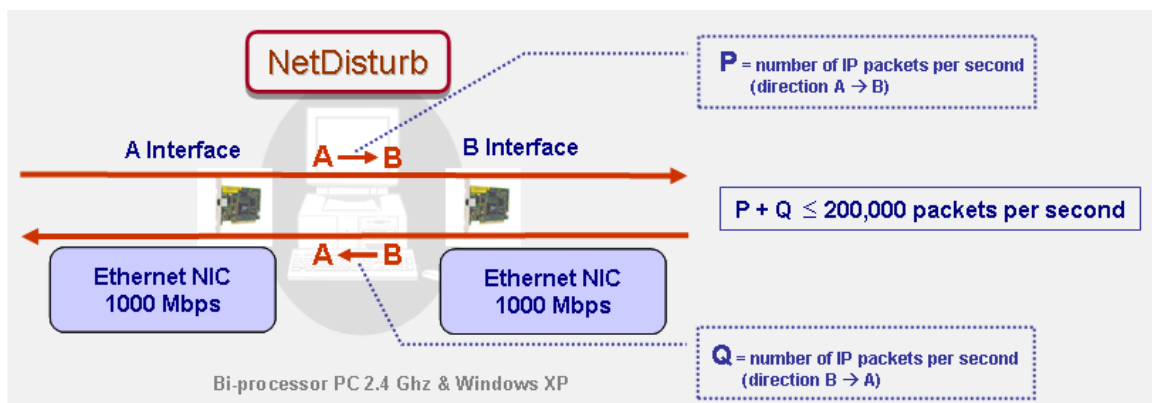 NetDisturb
P = number of IP packets per second
(direction A → B)
A Interface
A → B
B Interface
P + Q ≤ 200,000 packets per second
A ← B
Ethernet NIC
1000 Mbps
Ethernet NIC
1000 Mbps
Q = number of IP packets per second
(direction B → A)
Bi-processor PC 2.4 Ghz & Windows XP